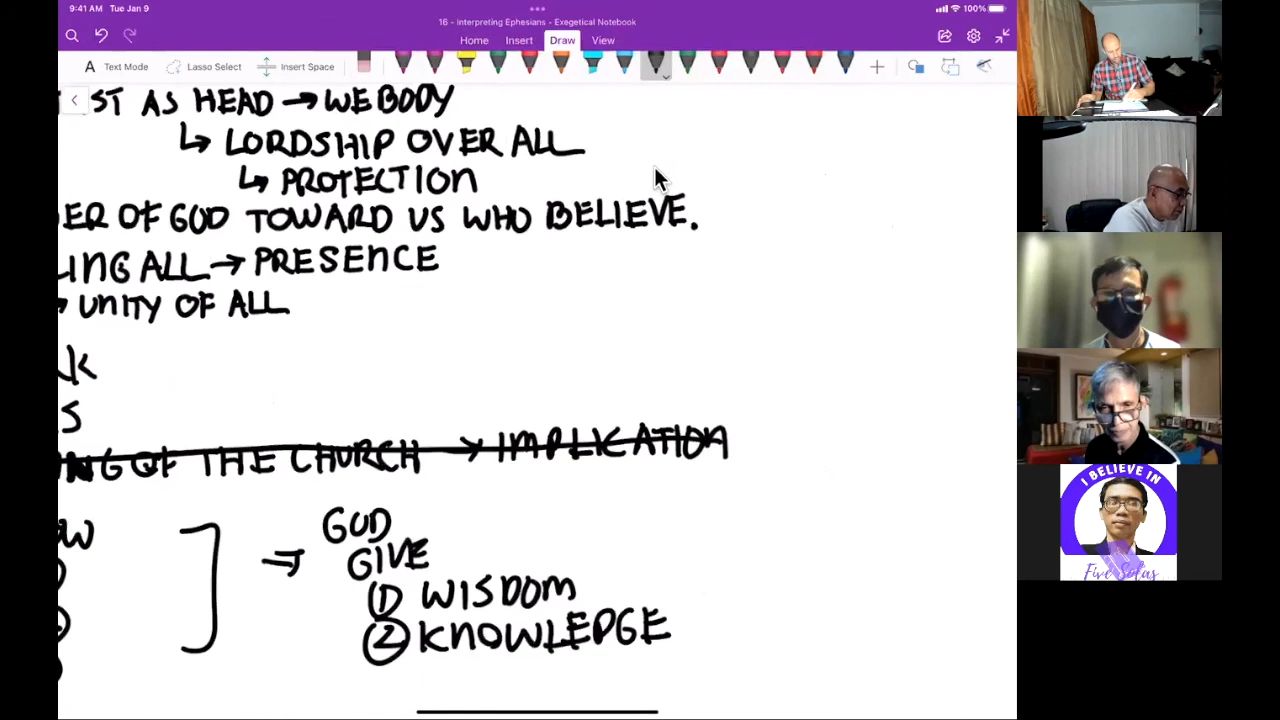 9:41 AM Tue Jan 9
100%
16 - Interpreting Ephesians - Exegetical Notebook
Home Insert Draw View
Text Mode Lasso Select Insert Space
ST AS HEAD → WE BODY
↳ LORDSHIP OVER ALL
↳ PROTECTION
ER OF GOD TOWARD US WHO BELIEVE.
LING ALL → PRESENCE
UNITY OF ALL
K
S
NG OF THE CHURCH → IMPLICATION
OW
⇒ GOD
GIVE
① WISDOM
② KNOWLEDGE
I BELIEVE IN
Five Solas